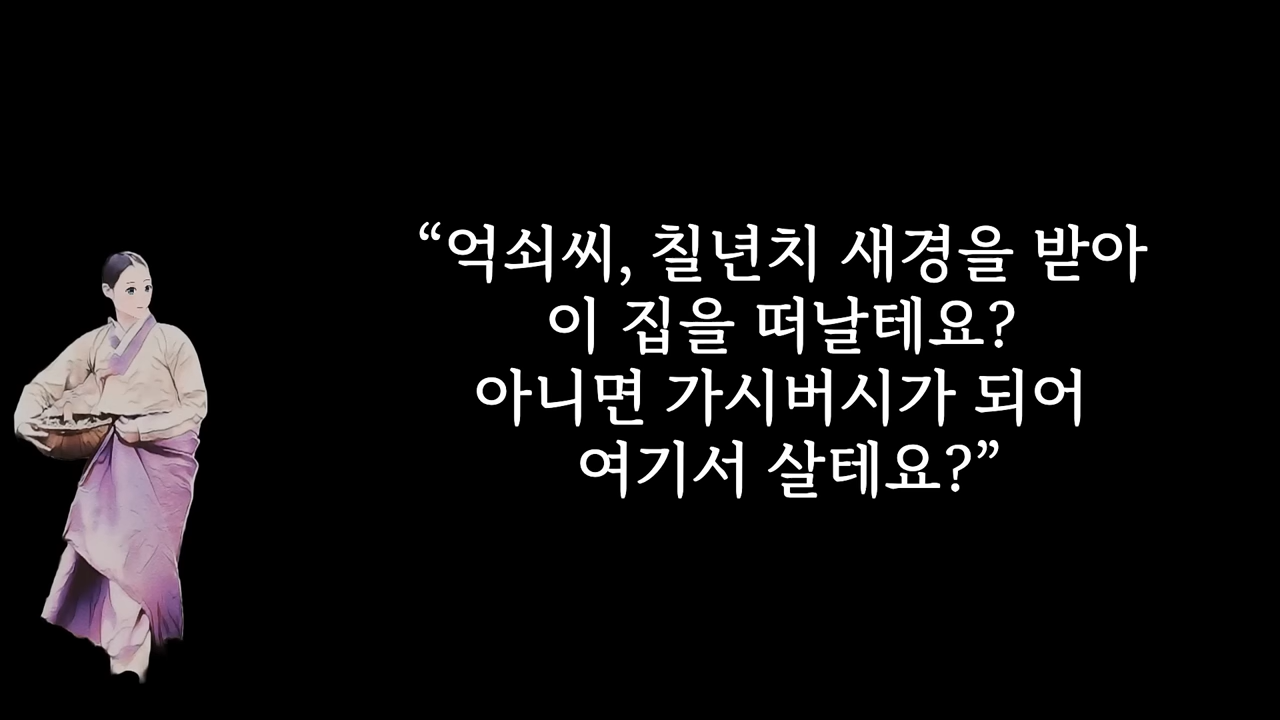 “억쇠씨, 칠년치 새경을 받아
이 집을 떠날테요?
아니면 가시버시가 되어
여기서 살테요?”